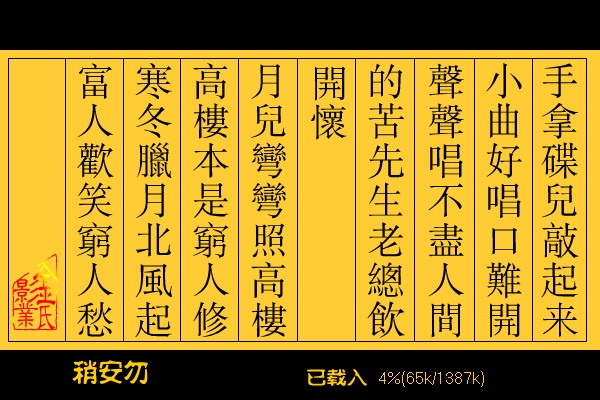 手拿碟兒敲起来
小曲好唱口難開
聲聲唱不盡人間
的苦先生老總飲
開懷
月兒彎彎照高樓
高樓本是窮人修
寒冬臘月北風起
富人歡笑窮人愁
景業
稍安勿
已载入 4%(65k/1387k)